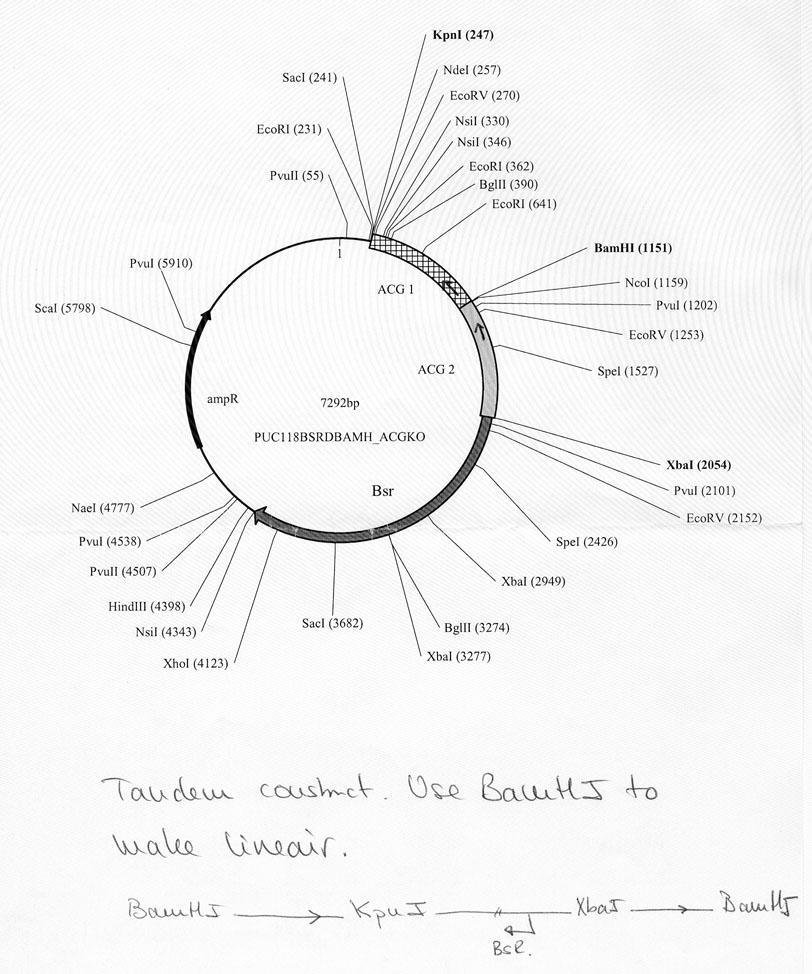 KpnI (247)
NdeI (257)
SacI (241)
EcoRV (270)
NsiI (330)
EcoRI (231)
NsiI (346)
EcoRI (362)
PvuII (55)
BglII (390)
EcoRI (641)
1
BamHI (1151)
PvuI (5910)
NcoI (1159)
ACG 1
PvuI (1202)
ScaI (5798)
EcoRV (1253)
ACG 2
SpeI (1527)
ampR
7292bp
PUC118BSRDBAMH_ACGKO
XbaI (2054)
Bsr
PvuI (2101)
NaeI (4777)
EcoRV (2152)
PvuI (4538)
SpeI (2426)
PvuII (4507)
XbaI (2949)
HindIII (4398)
SacI (3682)
BglII (3274)
NsiI (4343)
XbaI (3277)
XhoI (4123)
Tandem construct. Use BamHI to
make lineair.
BamHI KpnI XbaI BamHI
BSR.